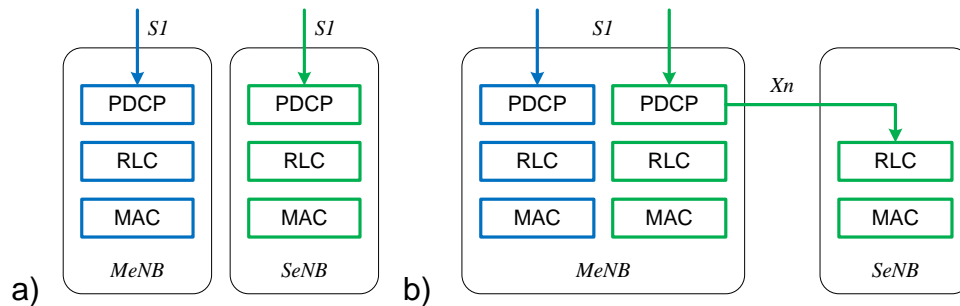 S1 S1 S1
PDCP PDCP PDCP PDCP Xn
RLC RLC RLC RLC RLC
MAC MAC MAC MAC MAC
a) MeNB SeNB b) MeNB SeNB